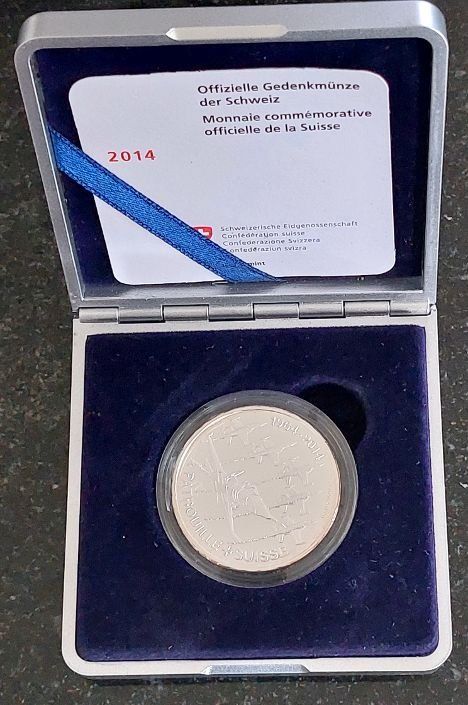 Offizielle Gedenkmünze
der Schweiz
Monnaie commémorative
officielle de la Suisse
2014
Schweizerische Eidgenossenschaft
Confédération suisse
Confederazione Svizzera
Confederaziun svizra
mint
1964-2014
PATROUILLE SUISSE